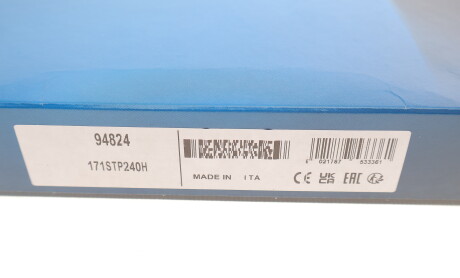 94824
171STP240H
MADE IN ITA
CE UK CA EAC